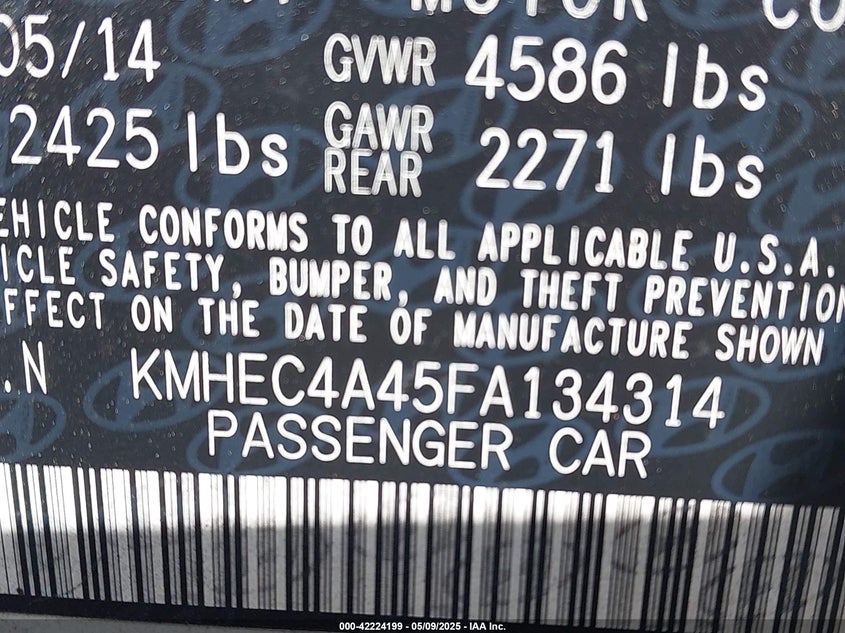 MOTOR CO
05/14 GVWR 4586 lbs
2425 lbs GAWR REAR 2271 lbs
EHICLE CONFORMS TO ALL APPLICABLE U.S.A.
ICLE SAFETY, BUMPER, AND THEFT PREVENTION
FFECT ON THE DATE OF MANUFACTURE SHOWN
.N KMHEC4A45FA134314
PASSENGER CAR
000-42224199 - 05/09/2025 - IAA Inc.